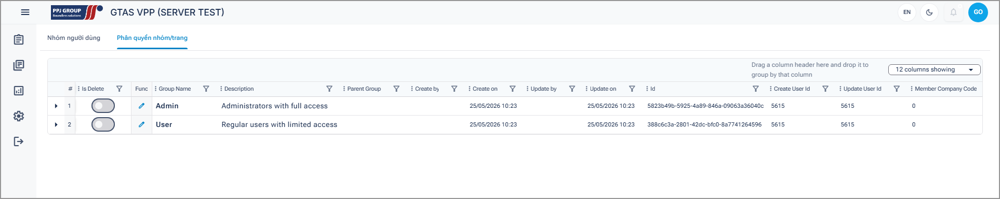 PPJ GROUP
Boundless solutions
GTAS VPP (SERVER TEST)
EN
GO
Nhóm người dùng
Phân quyền nhóm/trang
Drag a column header here and drop it to
group by that column
12 columns showing
# Is Delete Func Group Name Description Parent Group Create by Create on Update by Update on Id Create User Id Update User Id Member Company Code
1 Admin Administrators with full access 25/05/2026 10:23 25/05/2026 10:23 5823b49b-5925-4a89-846a-09063a36040c 5615 5615 0
2 User Regular users with limited access 25/05/2026 10:23 25/05/2026 10:23 388c6c3a-2801-42dc-bfc0-8a7741264596 5615 5615 0